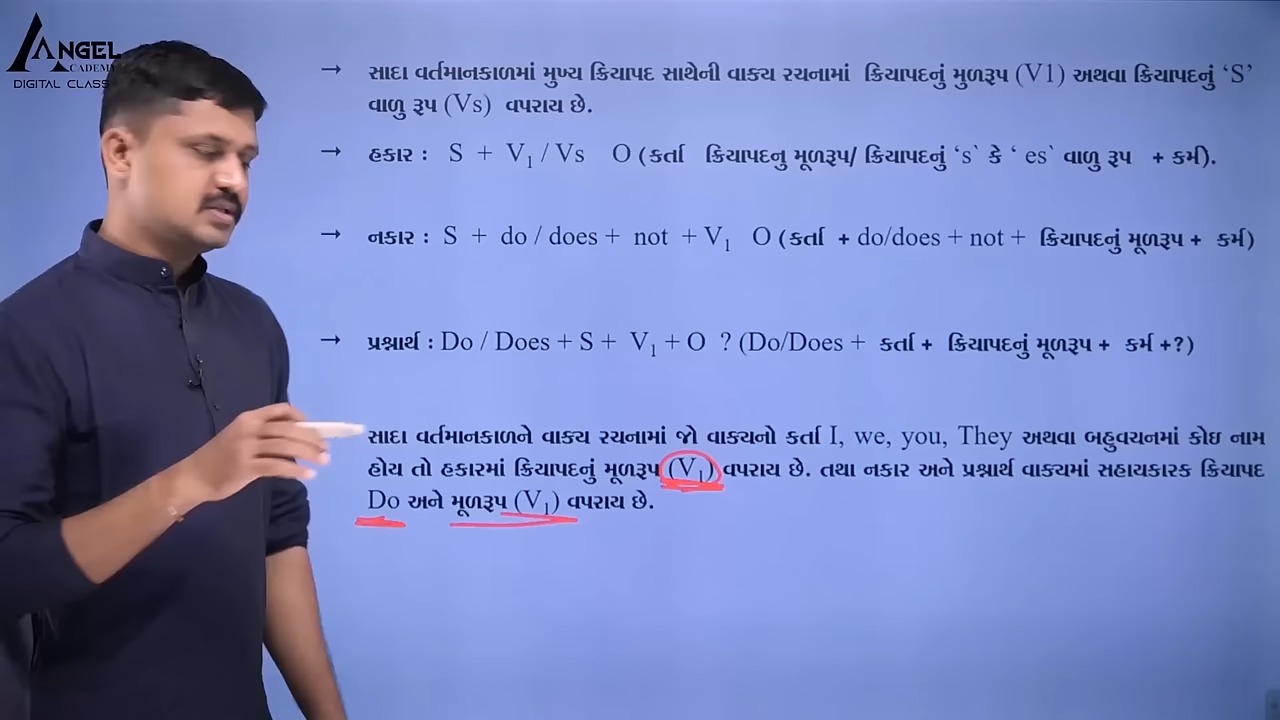 ANGEL
ACADEMY
DIGITAL CLASS
→ સાદા વર્તમાનકાળમાં મુખ્ય ક્રિયાપદ સાથેની વાક્ય રચનામાં ક્રિયાપદનું મુળરૂપ (V1) અથવા ક્રિયાપદનું ‘S’
વાળુ રૂપ (Vs) વપરાય છે.
→ હકાર : S + V₁ / Vs O (કર્તા ક્રિયાપદનુ મૂળરૂપ/ ક્રિયાપદનું ‘s` કે ‘ es` વાળુ રૂપ + કર્મ).
→ નકાર : S + do / does + not + V₁ O (કર્તા + do/does + not + ક્રિયાપદનું મૂળરૂપ + કર્મ)
→ પ્રશ્નાર્થ : Do / Does + S + V₁ + O ? (Do/Does + કર્તા + ક્રિયાપદનું મૂળરૂપ + કર્મ +?)
સાદા વર્તમાનકાળને વાક્ય રચનામાં જો વાક્યનો કર્તા I, we, you, They અથવા બહુવચનમાં કોઇ નામ
હોય તો હકારમાં ક્રિયાપદનું મૂળરૂપ (V₁) વપરાય છે. તથા નકાર અને પ્રશ્નાર્થ વાક્યમાં સહાયકારક ક્રિયાપદ
Do અને મૂળરૂપ (V₁) વપરાય છે.